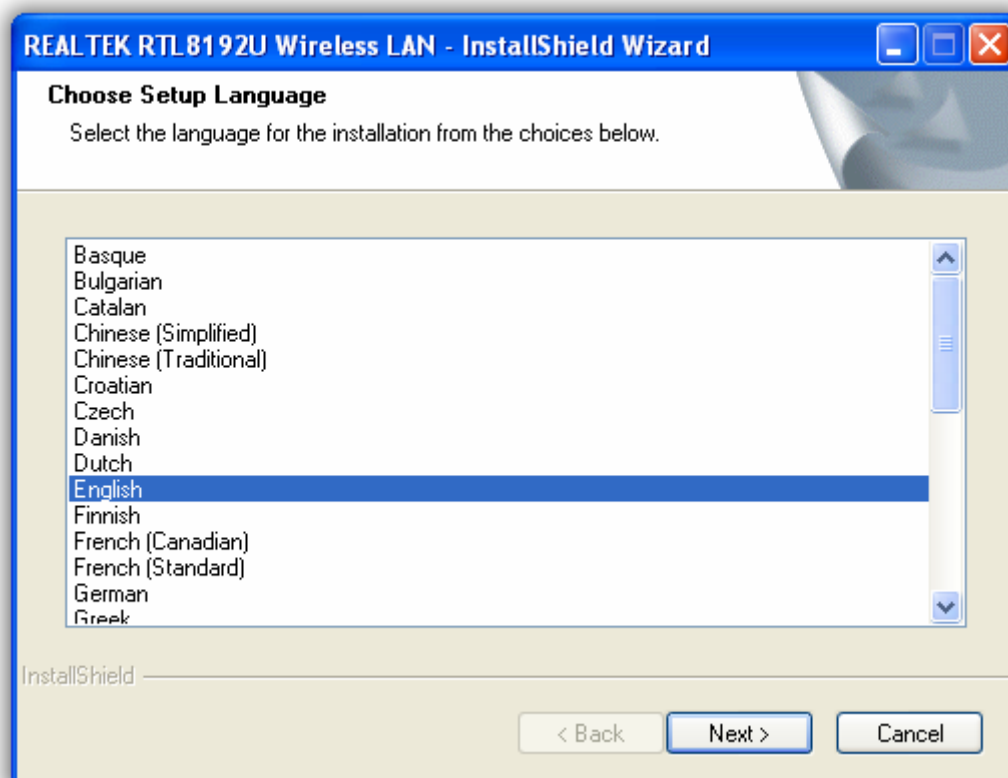 REALTEK RTL8192U Wireless LAN - InstallShield Wizard
Choose Setup Language
Select the language for the installation from the choices below.
Basque
Bulgarian
Catalan
Chinese (Simplified)
Chinese (Traditional)
Croatian
Czech
Danish
Dutch
English
Finnish
French (Canadian)
French (Standard)
German
Greek
InstallShield
< Back
Next >
Cancel